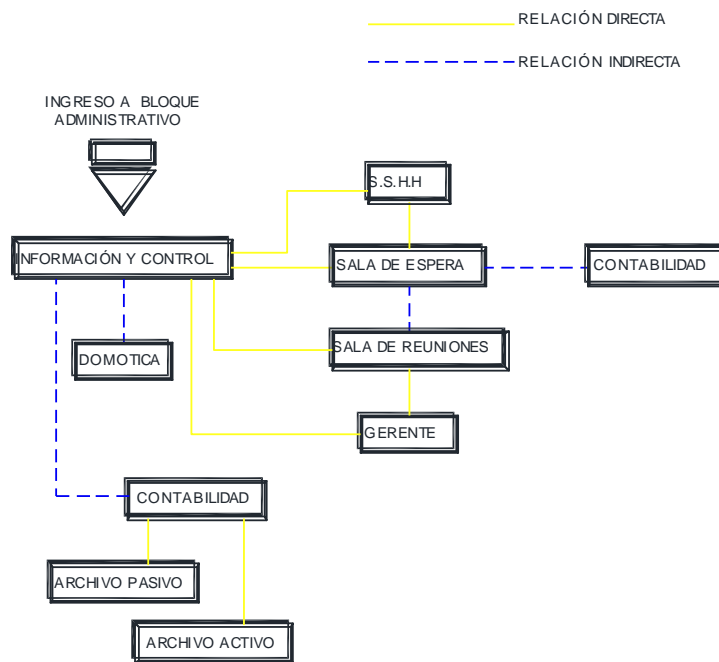 RELACIÓN DIRECTA
RELACIÓN INDIRECTA
INGRESO A BLOQUE
ADMINISTRATIVO
S.S.H.H
INFORMACIÓN Y CONTROL
SALA DE ESPERA
CONTABILIDAD
SALA DE REUNIONES
DOMOTICA
GERENTE
CONTABILIDAD
ARCHIVO PASIVO
ARCHIVO ACTIVO